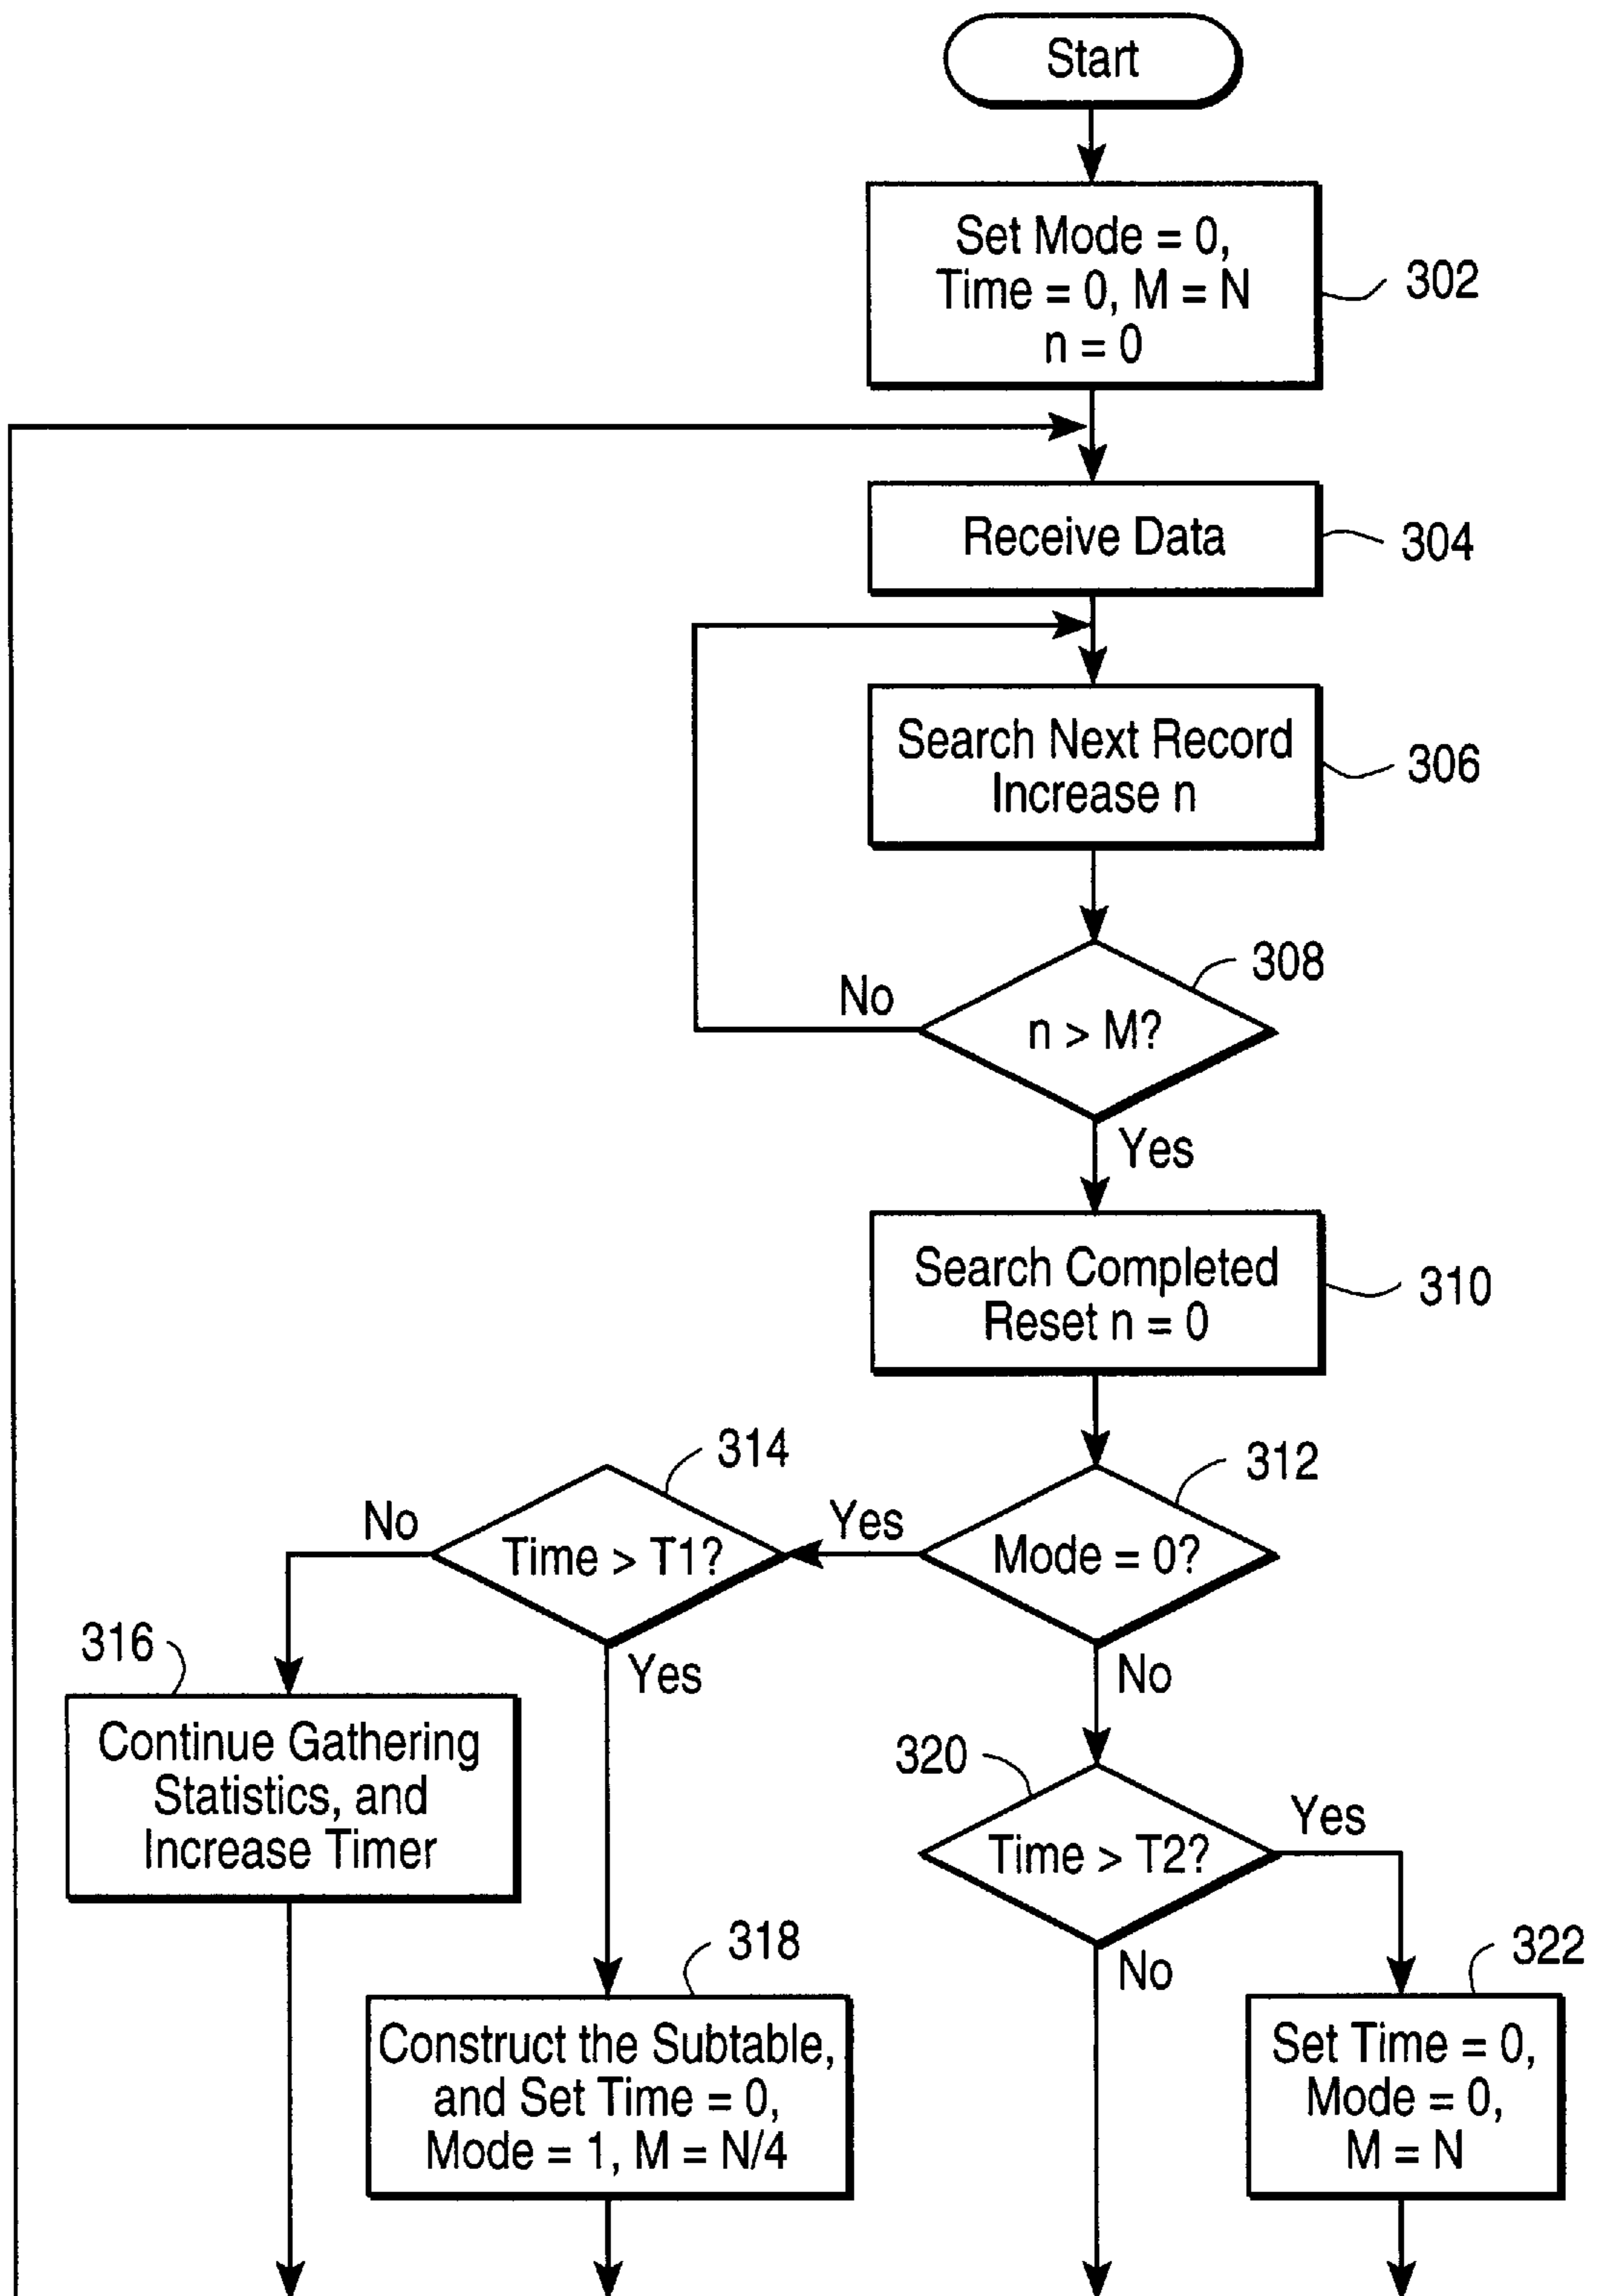 Start
Set Mode = 0,
Time = 0, M = N
n = 0
302
Receive Data
304
Search Next Record
Increase n
306
308
No
n > M?
Yes
Search Completed
Reset n = 0
310
314
312
No
Time > T1?
Yes
Mode = 0?
316
Yes
No
Continue Gathering
Statistics, and
Increase Timer
320
Time > T2?
Yes
318
No
322
Construct the Subtable,
and Set Time = 0,
Mode = 1, M = N/4
Set Time = 0,
Mode = 0,
M = N